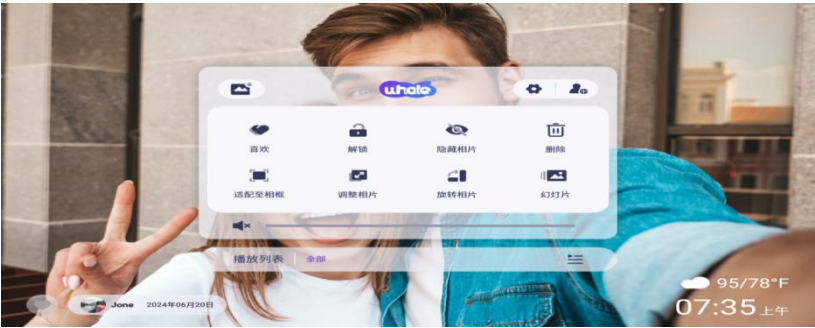 whale
喜欢 解锁 隐藏相片 删除
适配至相框 调整相片 旋转相片 幻灯片
播放列表 全部
95/78°F
Jone 2024年06月20日
07:35上午